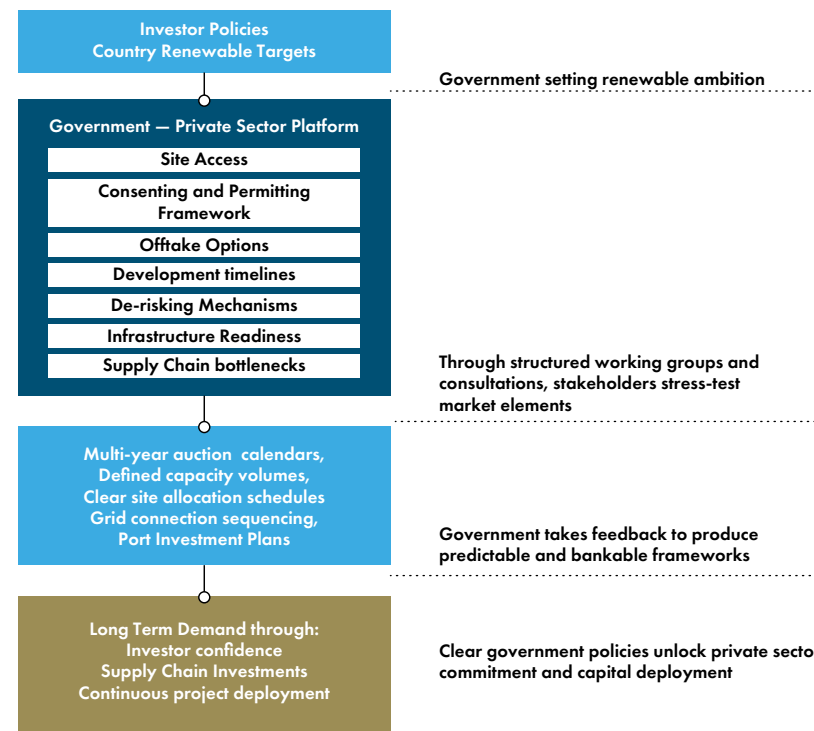 Investor Policies
Country Renewable Targets
Government setting renewable ambition
Government — Private Sector Platform
Site Access
Consenting and Permitting
Framework
Offtake Options
Development timelines
De-risking Mechanisms
Infrastructure Readiness
Supply Chain bottlenecks
Through structured working groups and
consultations, stakeholders stress-test
market elements
Multi-year auction calendars,
Defined capacity volumes,
Clear site allocation schedules
Grid connection sequencing,
Port Investment Plans
Government takes feedback to produce
predictable and bankable frameworks
Long Term Demand through:
Investor confidence
Supply Chain Investments
Continuous project deployment
Clear government policies unlock private secto
commitment and capital deployment